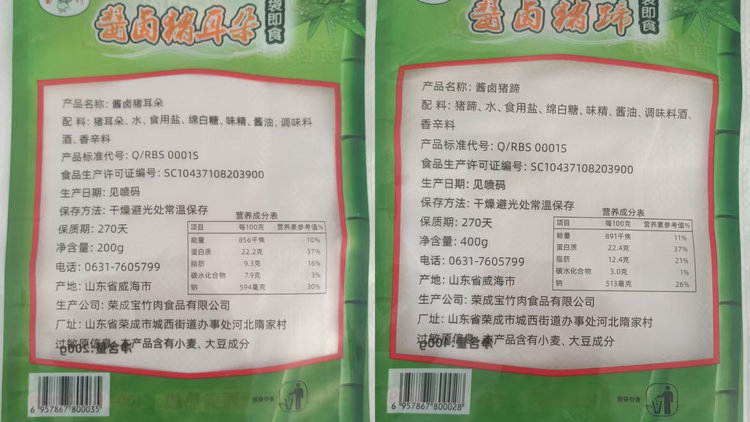 酱卤猪耳朵
袋即食
产品名称: 酱卤猪耳朵
配 料: 猪耳朵、水、食用盐、绵白糖、味精、酱油、调味料
酒、香辛料
产品标准代号: Q/RBS 0001S
食品生产许可证编号: SC10437108203900
生产日期: 见喷码
保存方法: 干燥避光处常温保存
保质期: 270天
净含量: 200g
电话: 0631-7605799
产 地: 山东省威海市
生产公司: 荣成宝竹肉食品有限公司
厂址: 山东省荣成市城西街道办事处河北隋家村
过敏原信息: 本产品含有小麦、大豆成分
营养成分表
项目 每100克 营养素参考值%
能量 856千焦 10%
蛋白质 22.2克 37%
脂肪 9.3克 16%
碳水化合物 7.9克 3%
钠 594毫克 30%
净含量:200g
6 957867 800035
酱卤猪蹄
袋即食
产品名称: 酱卤猪蹄
配 料: 猪蹄、水、食用盐、绵白糖、味精、酱油、调味料酒、
香辛料
产品标准代号: Q/RBS 0001S
食品生产许可证编号: SC10437108203900
生产日期: 见喷码
保存方法: 干燥避光处常温保存
保质期: 270天
净含量: 400g
电话: 0631-7605799
产 地: 山东省威海市
生产公司: 荣成宝竹肉食品有限公司
厂址: 山东省荣成市城西街道办事处河北隋家村
过敏原信息: 本产品含有小麦、大豆成分
营养成分表
项目 每100克 营养素参考值%
能量 891千焦 11%
蛋白质 22.4克 37%
脂肪 12.4克 21%
碳水化合物 3.0克 1%
钠 513毫克 26%
净含量:400g
6 957867 800028